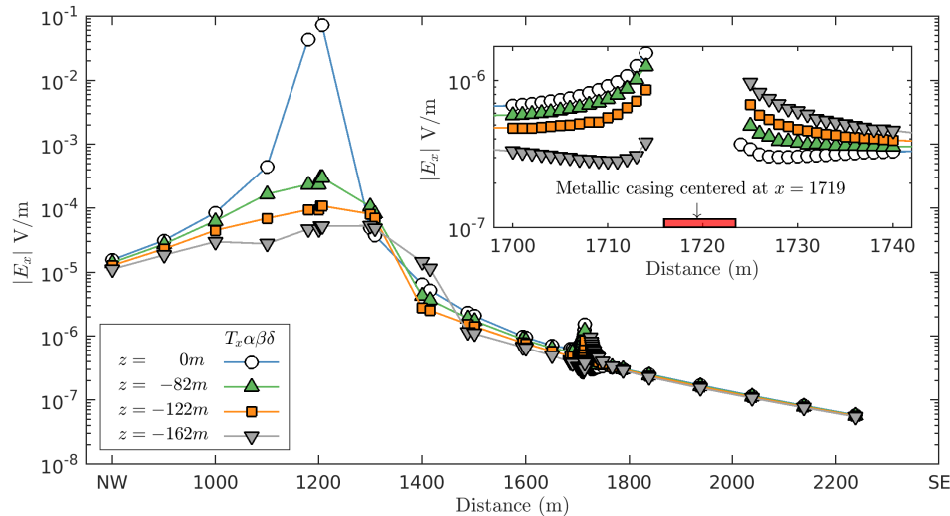 10^-1
10^-2
10^-3
10^-4
10^-5
10^-6
10^-7
10^-8
|E_x| V/m
NW
1000
1200
1400
1600
1800
2000
2200
SE
Distance (m)
T_xαβδ
z = 0m
z = −82m
z = −122m
z = −162m
10^-6
10^-7
|E_x| V/m
Metallic casing centered at x = 1719
1700
1710
1720
1730
1740
Distance (m)